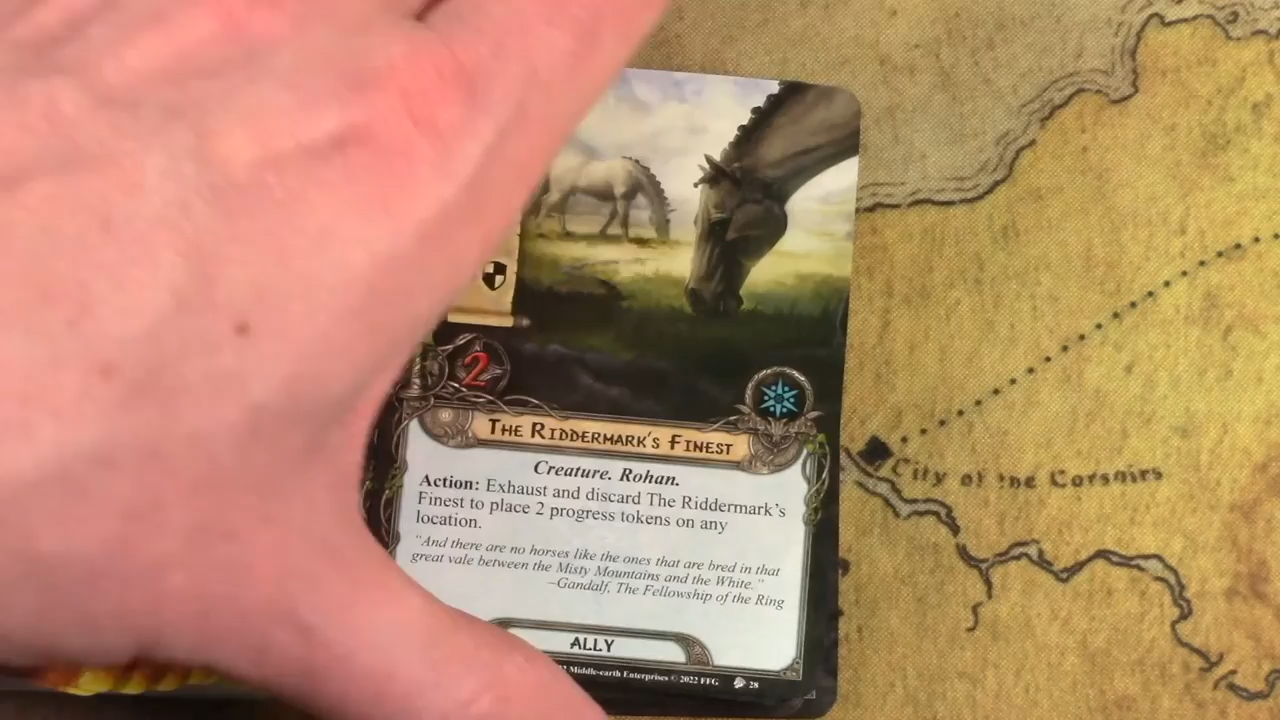 2
THE RIDDERMARK'S FINEST
Creature. Rohan.
Action: Exhaust and discard The Riddermark's
Finest to place 2 progress tokens on any
location.
"And there are no horses like the ones that are bred in that
great vale between the Misty Mountains and the White."
–Gandalf, The Fellowship of the Ring
ALLY
Middle-earth Enterprises © 2022 FFG 28
City of the Corsairs